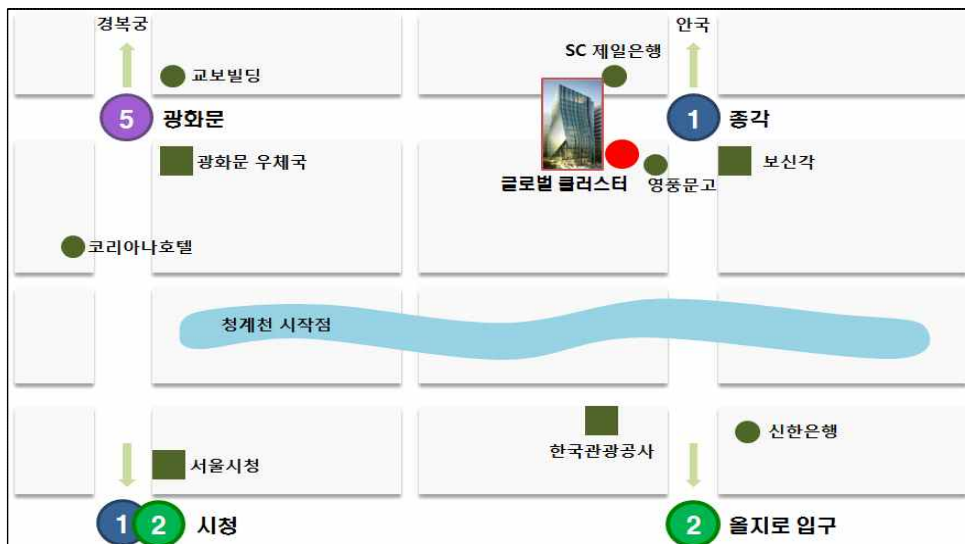 경복궁
안국
SC 제일은행
교보빌딩
5 광화문
1 종각
광화문 우체국
보신각
글로벌 클러스터
영풍문고
코리아나호텔
청계천 시작점
한국관광공사
신한은행
서울시청
1 2 시청
2 을지로 입구